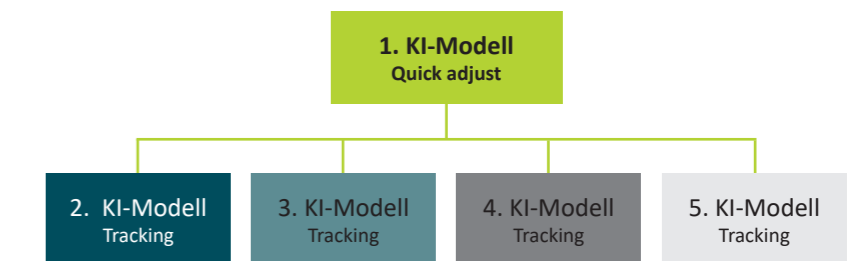 1. KI-Modell
Quick adjust
2. KI-Modell
Tracking
3. KI-Modell
Tracking
4. KI-Modell
Tracking
5. KI-Modell
Tracking